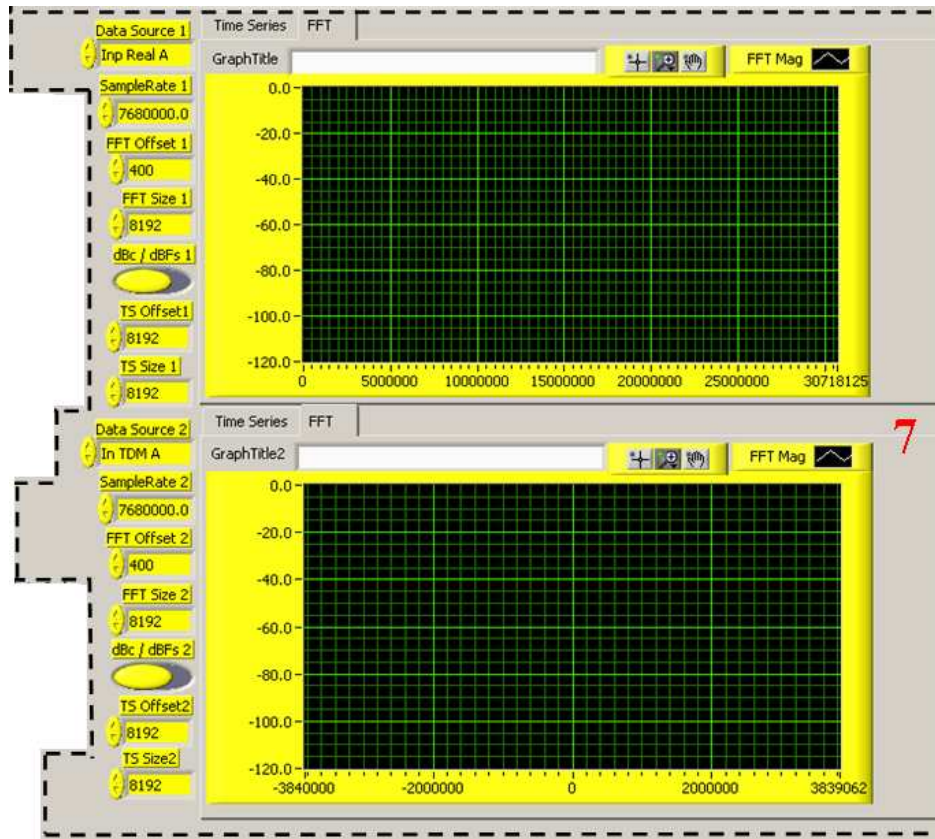 Data Source 1
Inp Real A
SampleRate 1
7680000.0
FFT Offset 1
400
FFT Size 1
8192
dBc / dBFs 1
TS Offset1
8192
TS Size 1
8192
Time Series FFT
GraphTitle
FFT Mag
0.0
-20.0
-40.0
-60.0
-80.0
-100.0
-120.0
0 5000000 10000000 15000000 20000000 25000000 30718125
Data Source 2
In TDM A
SampleRate 2
7680000.0
FFT Offset 2
400
FFT Size 2
8192
dBc / dBFs 2
TS Offset2
8192
TS Size2
8192
Time Series FFT
7
GraphTitle2
FFT Mag
0.0
-20.0
-40.0
-60.0
-80.0
-100.0
-120.0
-3840000 -2000000 0 2000000 3839062